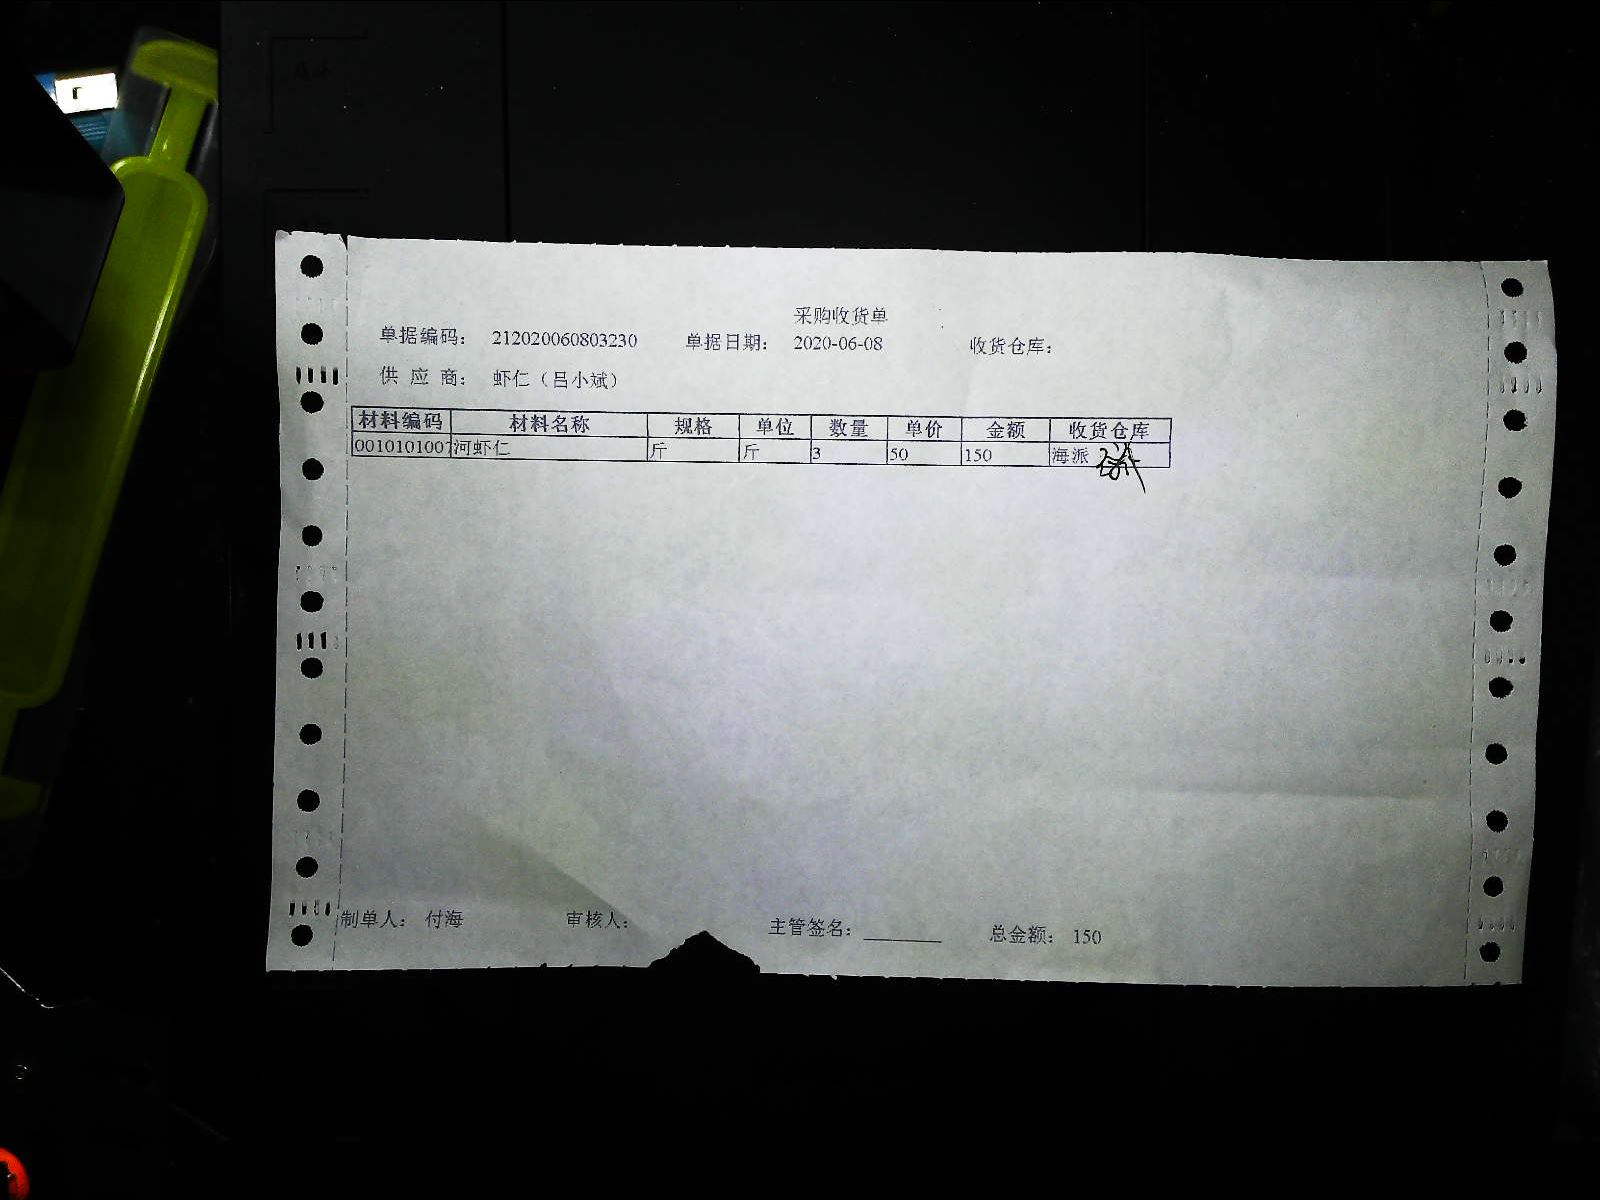 采购收货单
单据编码： 212020060803230 单据日期： 2020-06-08 收货仓库：
供 应 商： 虾仁（吕小斌）
材料编码 材料名称 规格 单位 数量 单价 金额 收货仓库
0010101007 河虾仁 斤 斤 3 50 150 海派
制单人： 付海 审核人： 主管签名： ________ 总金额： 150